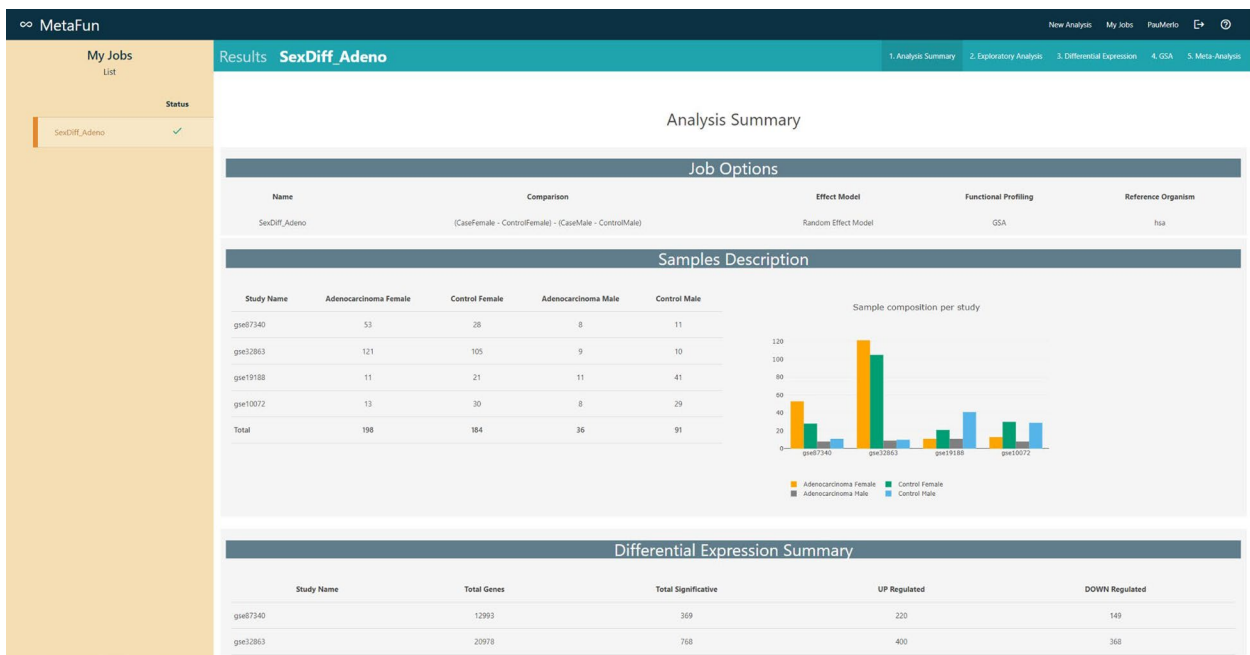 ∞ MetaFun
New Analysis My Jobs PauMerlo
My Jobs
List
Status
SexDiff_Adeno
Results SexDiff_Adeno
1. Analysis Summary 2. Exploratory Analysis 3. Differential Expression 4. GSA 5. Meta-Analysis
Analysis Summary
Job Options
Name Comparison Effect Model Functional Profiling Reference Organism
SexDiff_Adeno (CaseFemale - ControlFemale) - (CaseMale - ControlMale) Random Effect Model GSA hsa
Samples Description
Study Name Adenocarcinoma Female Control Female Adenocarcinoma Male Control Male
gse87340 53 28 8 11
gse32863 121 105 9 10
gse19188 11 21 11 41
gse10072 13 30 8 29
Total 198 184 36 91
Sample composition per study
120
100
80
60
40
20
0
gse87340 gse32863 gse19188 gse10072
Adenocarcinoma Female Control Female
Adenocarcinoma Male Control Male
Differential Expression Summary
Study Name Total Genes Total Significative UP Regulated DOWN Regulated
gse87340 12993 369 220 149
gse32863 20978 768 400 368